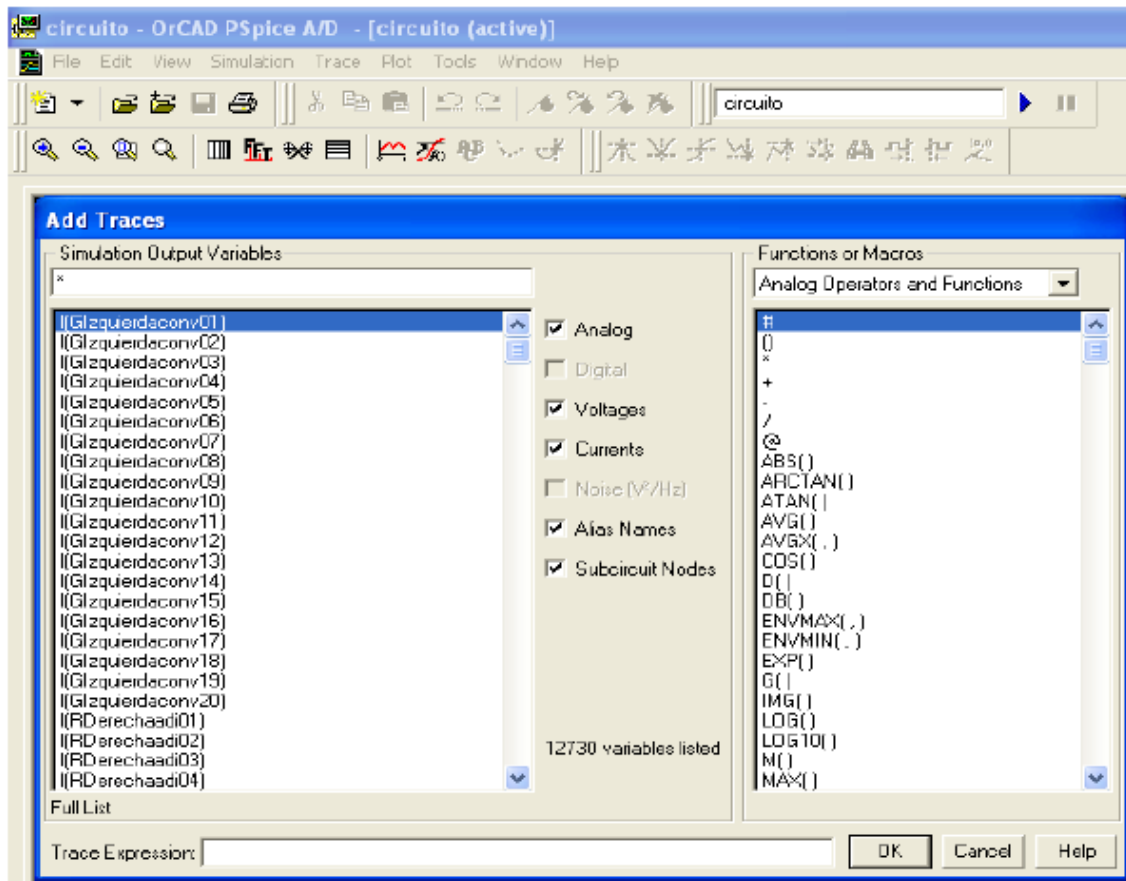 circuito - OrCAD PSpice A/D - [circuito (active)]
File Edit View Simulation Trace Plot Tools Window Help
circuito
Add Traces
Simulation Output Variables
*
I(GIzquierdaconv01)
I(GIzquierdaconv02)
I(GIzquierdaconv03)
I(GIzquierdaconv04)
I(GIzquierdaconv05)
I(GIzquierdaconv06)
I(GIzquierdaconv07)
I(GIzquierdaconv08)
I(GIzquierdaconv09)
I(GIzquierdaconv10)
I(GIzquierdaconv11)
I(GIzquierdaconv12)
I(GIzquierdaconv13)
I(GIzquierdaconv14)
I(GIzquierdaconv15)
I(GIzquierdaconv16)
I(GIzquierdaconv17)
I(GIzquierdaconv18)
I(GIzquierdaconv19)
I(GIzquierdaconv20)
I(RDerechaadi01)
I(RDerechaadi02)
I(RDerechaadi03)
I(RDerechaadi04)
Full List
Analog
Digital
Voltages
Currents
Noise (V²/Hz)
Alias Names
Subcircuit Nodes
12730 variables listed
Functions or Macros
Analog Operators and Functions
#
()
*
+
-
/
@
ABS()
ARCTAN()
ATAN()
AVG()
AVGX(,)
COS()
D()
DB()
ENVMAX(,)
ENVMIN(,)
EXP()
G()
IMG()
LOG()
LOG10()
M()
MAX()
Trace Expression:
OK Cancel Help